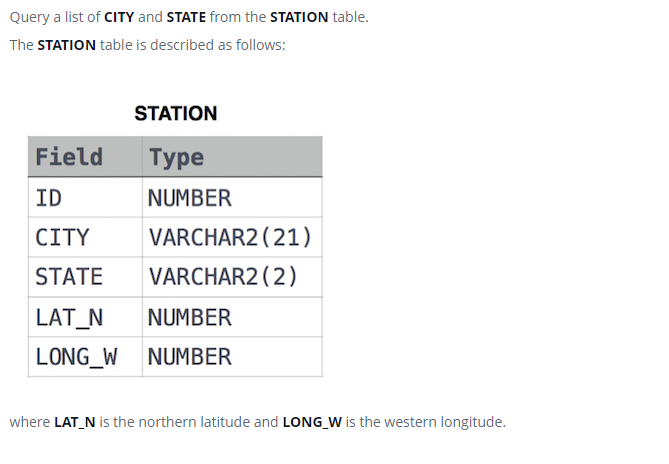 Query a list of CITY and STATE from the STATION table.
The STATION table is described as follows:
STATION
Field Type
ID NUMBER
CITY VARCHAR2(21)
STATE VARCHAR2(2)
LAT_N NUMBER
LONG_W NUMBER
where LAT_N is the northern latitude and LONG_W is the western longitude.